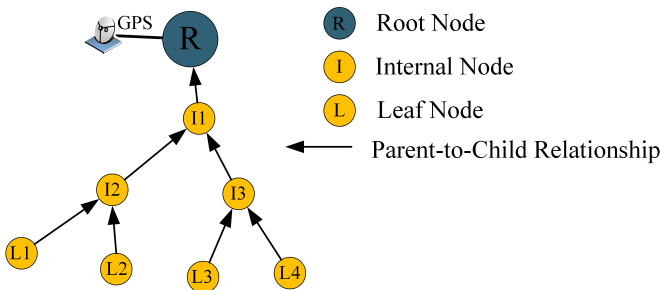 GPS
R
R Root Node
I Internal Node
L Leaf Node
Parent-to-Child Relationship
I1
I2
I3
L1
L2
L3
L4